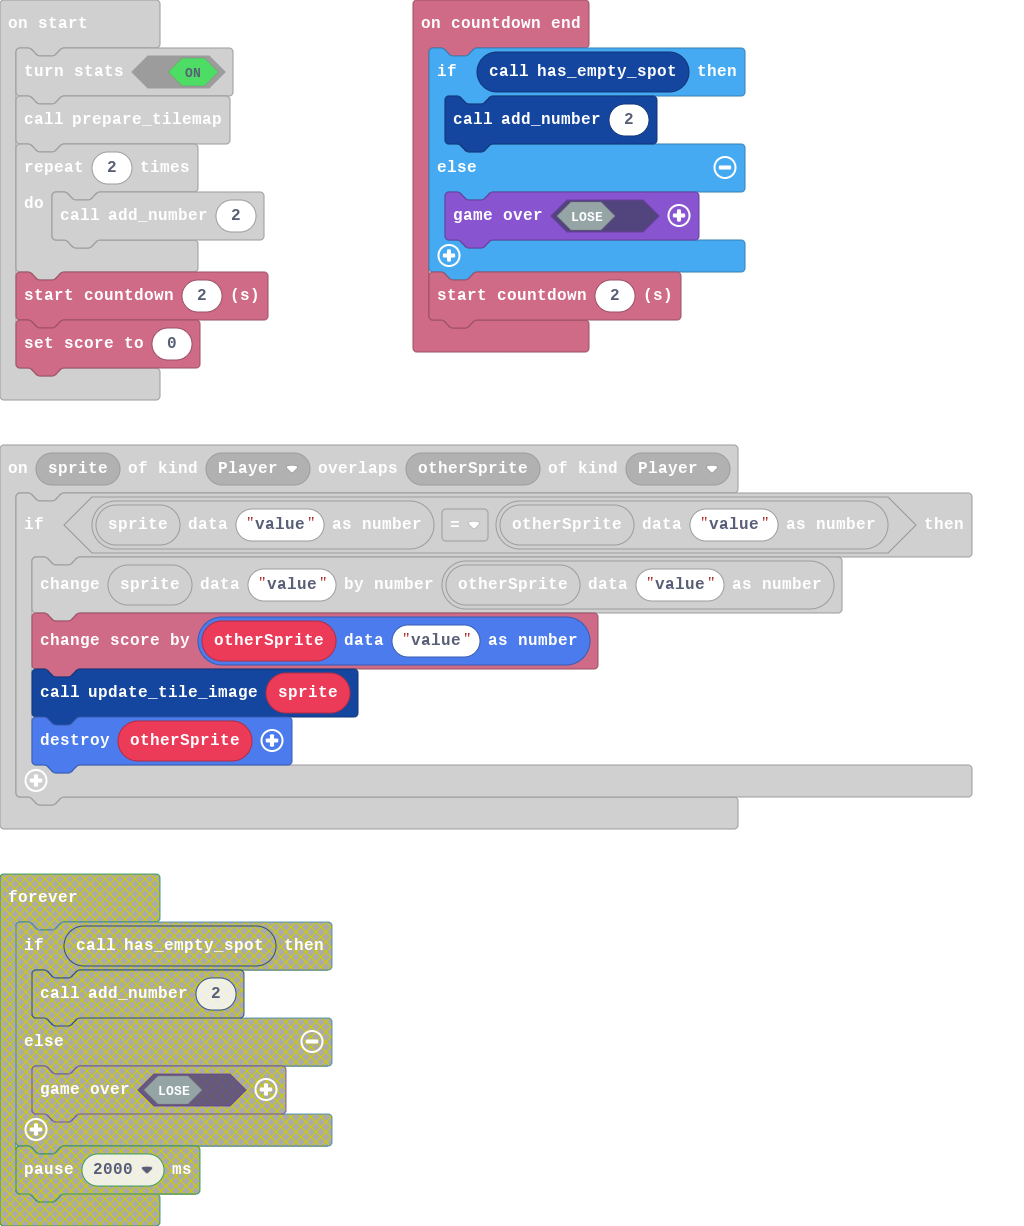 on start
turn stats ON
call prepare_tilemap
repeat 2 times
do call add_number 2
start countdown 2 (s)
set score to 0
on countdown end
if call has_empty_spot then
call add_number 2
else
game over LOSE
start countdown 2 (s)
on sprite of kind Player overlaps otherSprite of kind Player
if sprite data "value" as number = otherSprite data "value" as number then
change sprite data "value" by number otherSprite data "value" as number
change score by otherSprite data "value" as number
call update_tile_image sprite
destroy otherSprite
forever
if call has_empty_spot then
call add_number 2
else
game over LOSE
pause 2000 ms